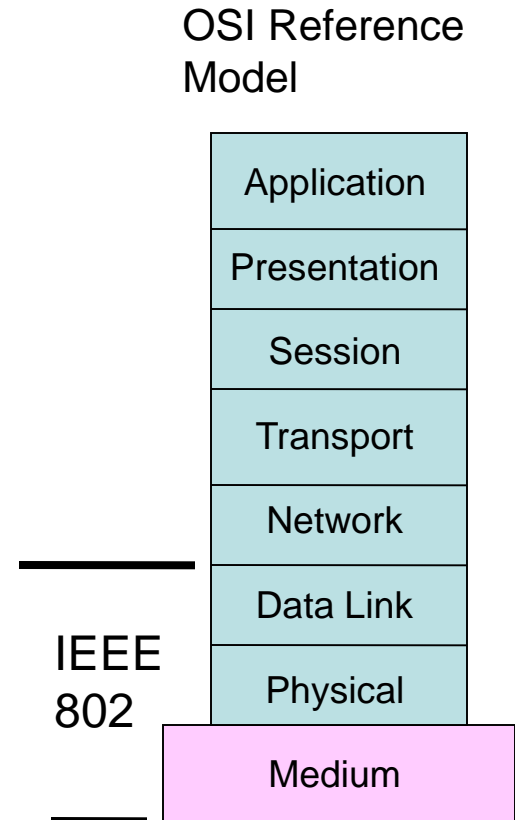 OSI Reference
Model
Application
Presentation
Session
Transport
Network
Data Link
IEEE
802
Physical
Medium